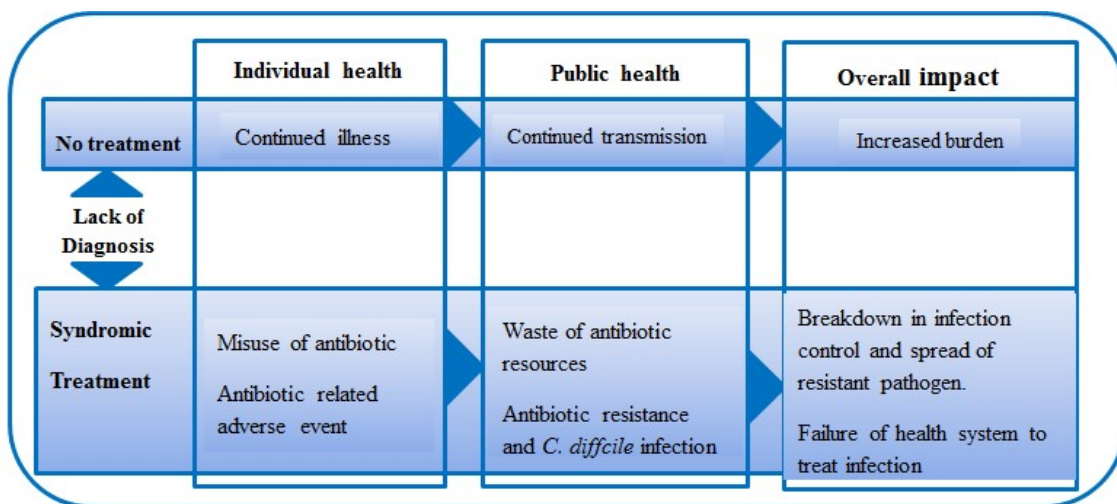 Individual health
Public health
Overall impact
No treatment
Continued illness
Continued transmission
Increased burden
Lack of
Diagnosis
Syndromic
Treatment
Misuse of antibiotic
Antibiotic related
adverse event
Waste of antibiotic
resources
Antibiotic resistance
and C. diffcile infection
Breakdown in infection
control and spread of
resistant pathogen.
Failure of health system to
treat infection